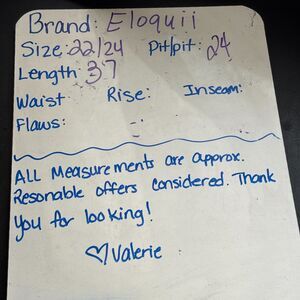 Brand: Eloquii
Size: 22/24 Pit/pit: 24
Length: 37
Waist Rise: Inseam:
Flaws:
ALL Measurements are approx.
Resonable offers considered. Thank
you for looking!
♡ Valerie